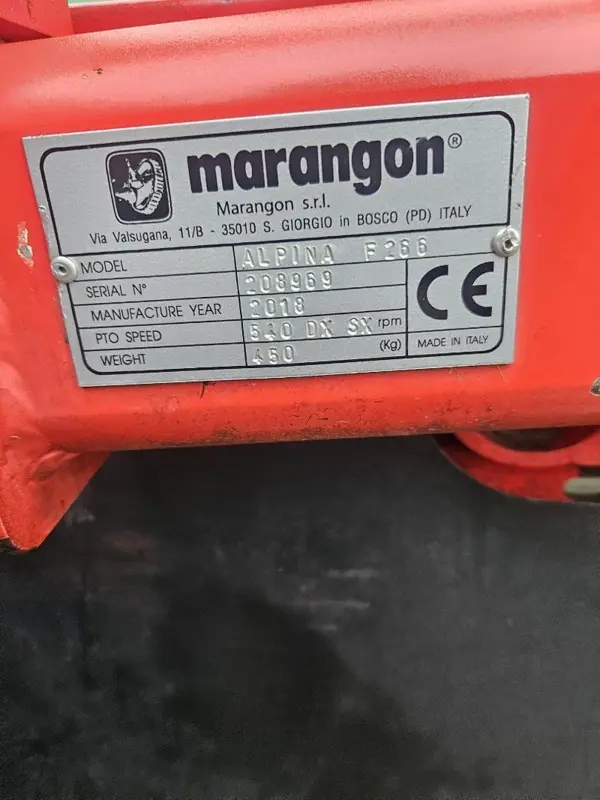 marangon®
Marangon s.r.l.
Via Valsugana, 11/B - 35010 S. GIORGIO in BOSCO (PD) ITALY
MODEL ALPINA F266
SERIAL N° 208969
MANUFACTURE YEAR 2018
PTO SPEED 540 DX SX rpm
WEIGHT 450 (Kg)
CE
MADE IN ITALY